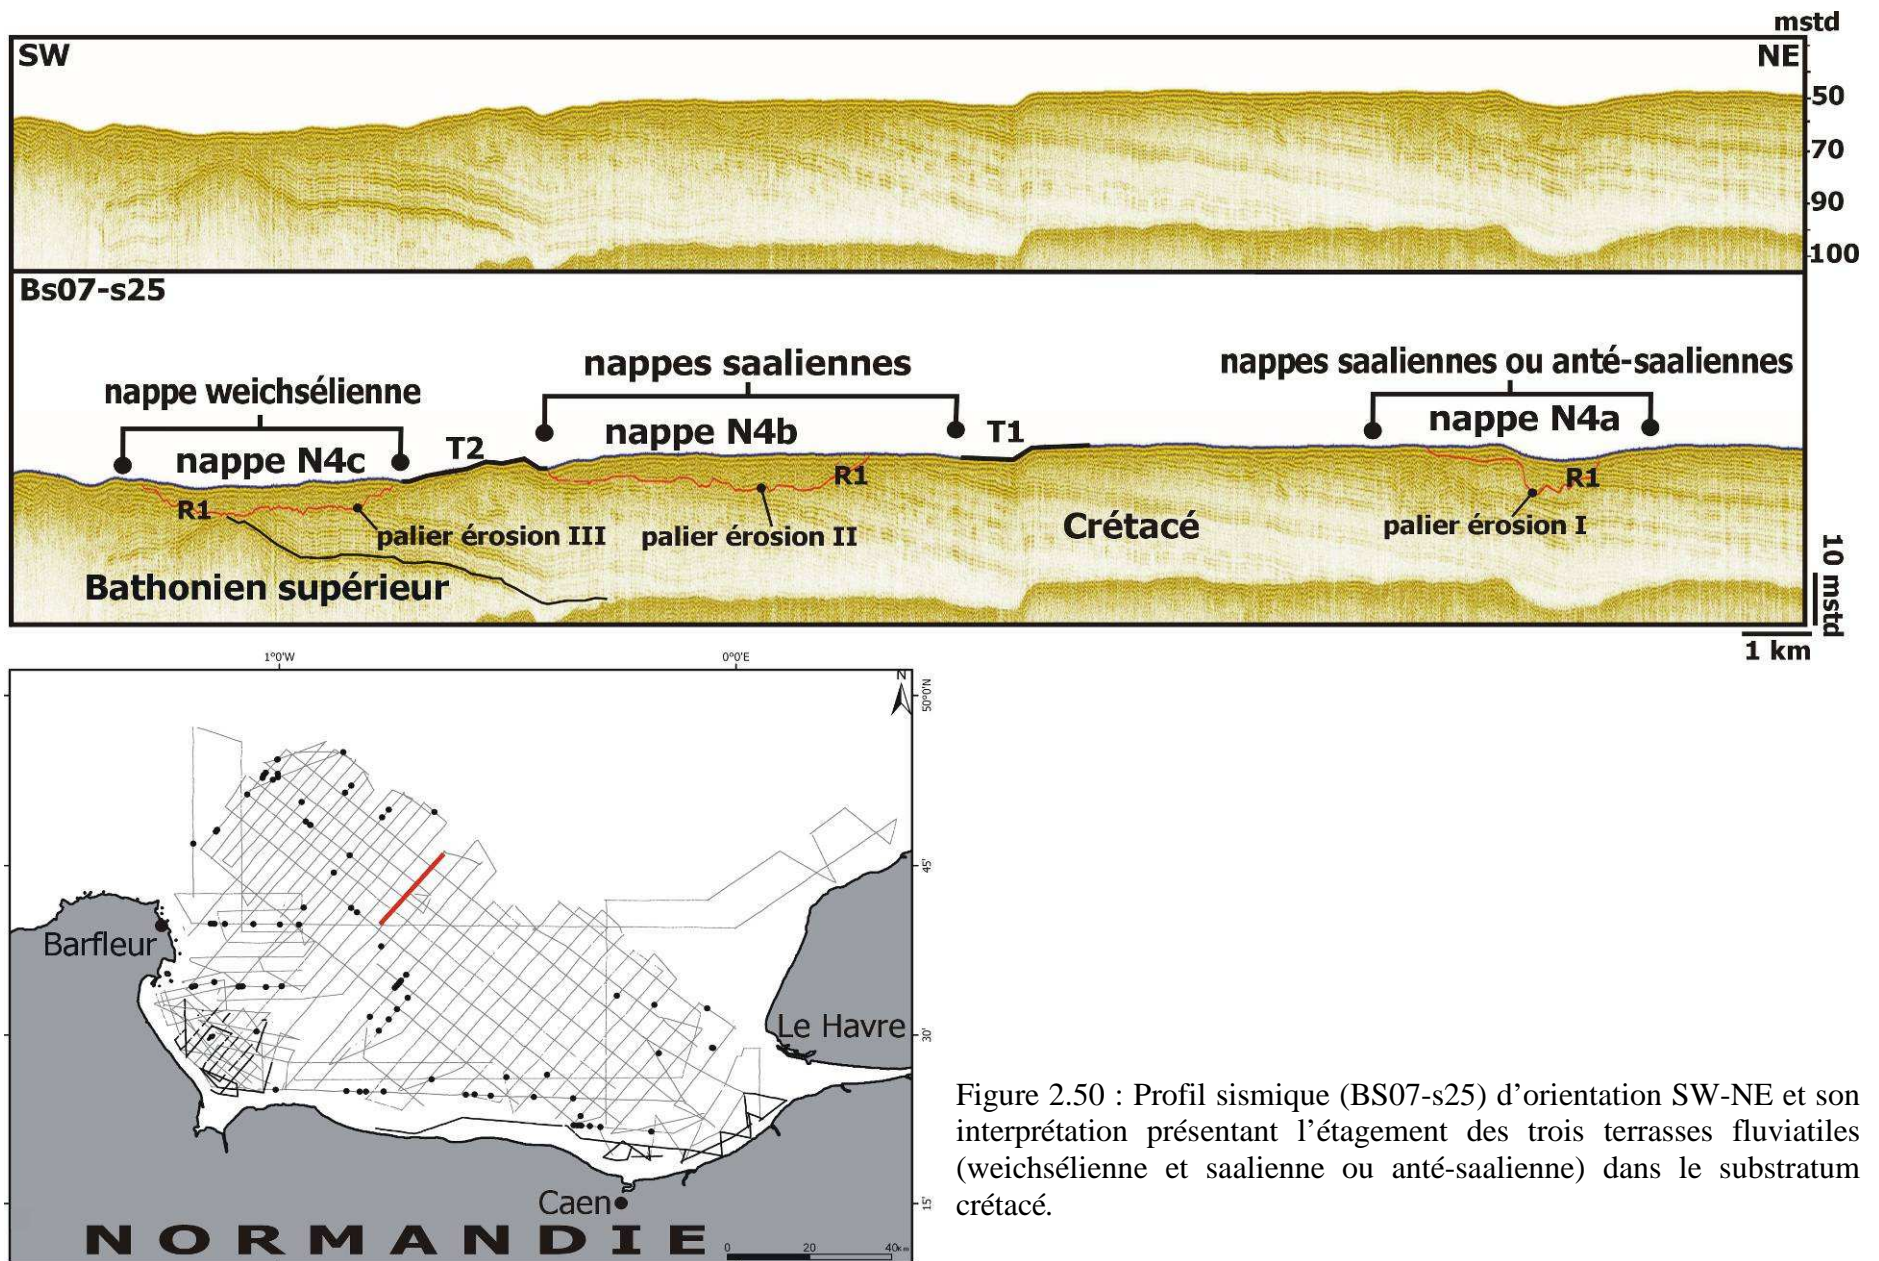 mstd
SW
NE
50
70
90
100
Bs07-s25
nappe weichsélienne
nappes saaliennes
nappes saaliennes ou anté-saaliennes
nappe N4c
T2
nappe N4b
T1
nappe N4a
R1
R1
R1
palier érosion III
palier érosion II
Crétacé
palier érosion I
Bathonien supérieur
10 mstd
1 km
1°0'W
0°0'E
N
50°0'N
45'
Barfleur
Le Havre
30'
Caen
15'
NORMANDIE
0
20
40
Km
Figure 2.50 : Profil sismique (BS07-s25) d’orientation SW-NE et son
interprétation présentant l’étagement des trois terrasses fluviatiles
(weichsélienne et saalienne ou anté-saalienne) dans le substratum
crétacé.